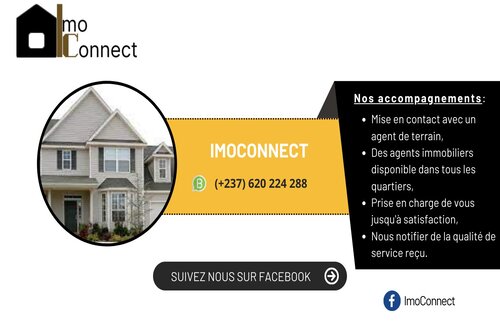 Imo
Connect
Nos accompagnements:
Mise en contact avec un
agent de terrain,
Des agents immobiliers
disponible dans tous les
quartiers,
Prise en charge de vous
jusqu'à satisfaction,
Nous notifier de la qualité de
service reçu.
IMOCONNECT
(+237) 620 224 288
SUIVEZ NOUS SUR FACEBOOK
ImoConnect